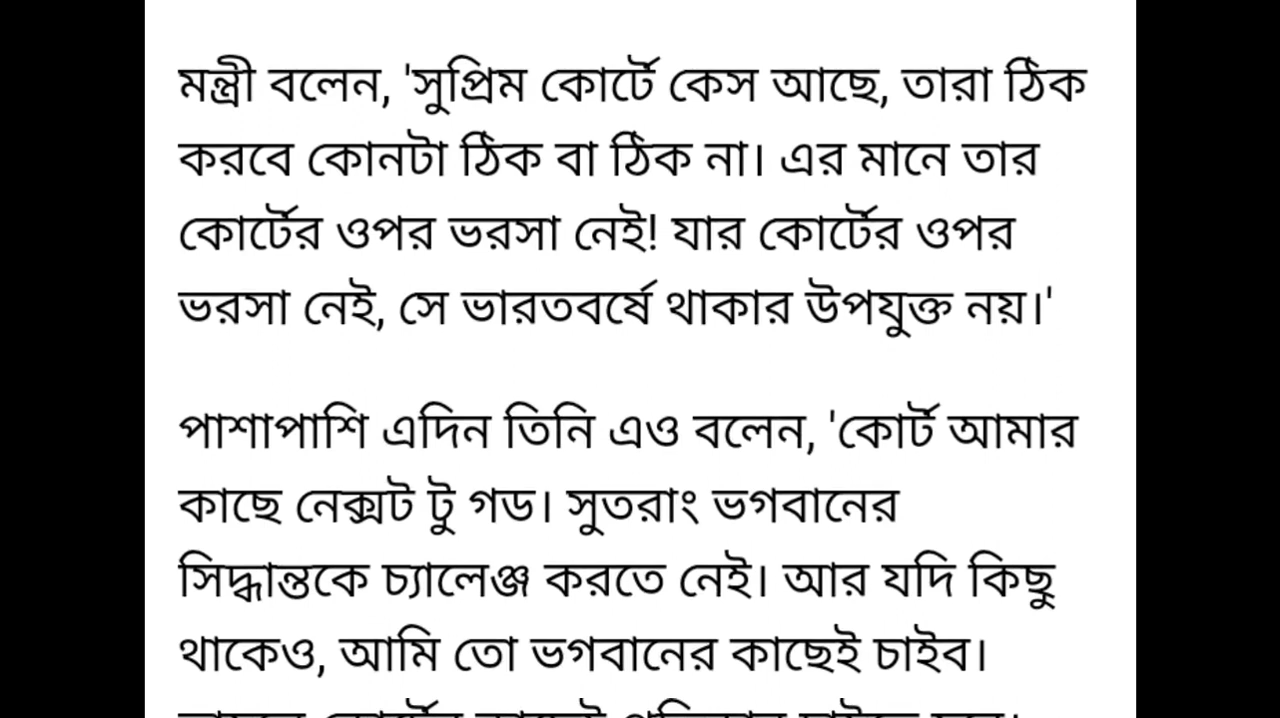 মন্ত্রী বলেন, 'সুপ্রিম কোর্টে কেস আছে, তারা ঠিক
করবে কোনটা ঠিক বা ঠিক না। এর মানে তার
কোর্টের ওপর ভরসা নেই! যার কোর্টের ওপর
ভরসা নেই, সে ভারতবর্ষে থাকার উপযুক্ত নয়।'
পাশাপাশি এদিন তিনি এও বলেন, 'কোর্ট আমার
কাছে নেক্সট টু গড। সুতরাং ভগবানের
সিদ্ধান্তকে চ্যালেঞ্জ করতে নেই। আর যদি কিছু
থাকেও, আমি তো ভগবানের কাছেই চাইব।